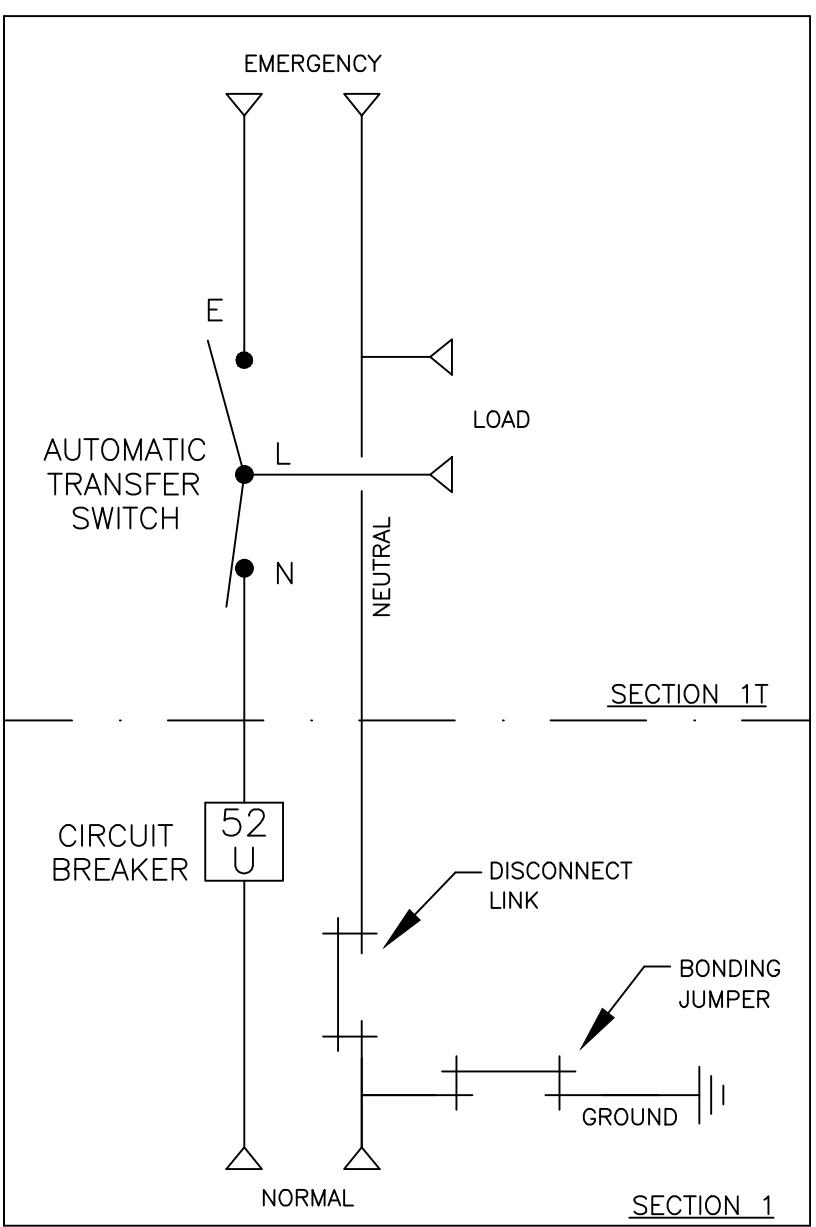 EMERGENCY
E
LOAD
L
AUTOMATIC
TRANSFER
SWITCH
NEUTRAL
N
SECTION 1T
52
U
CIRCUIT
BREAKER
DISCONNECT
LINK
BONDING
JUMPER
GROUND
NORMAL
SECTION 1